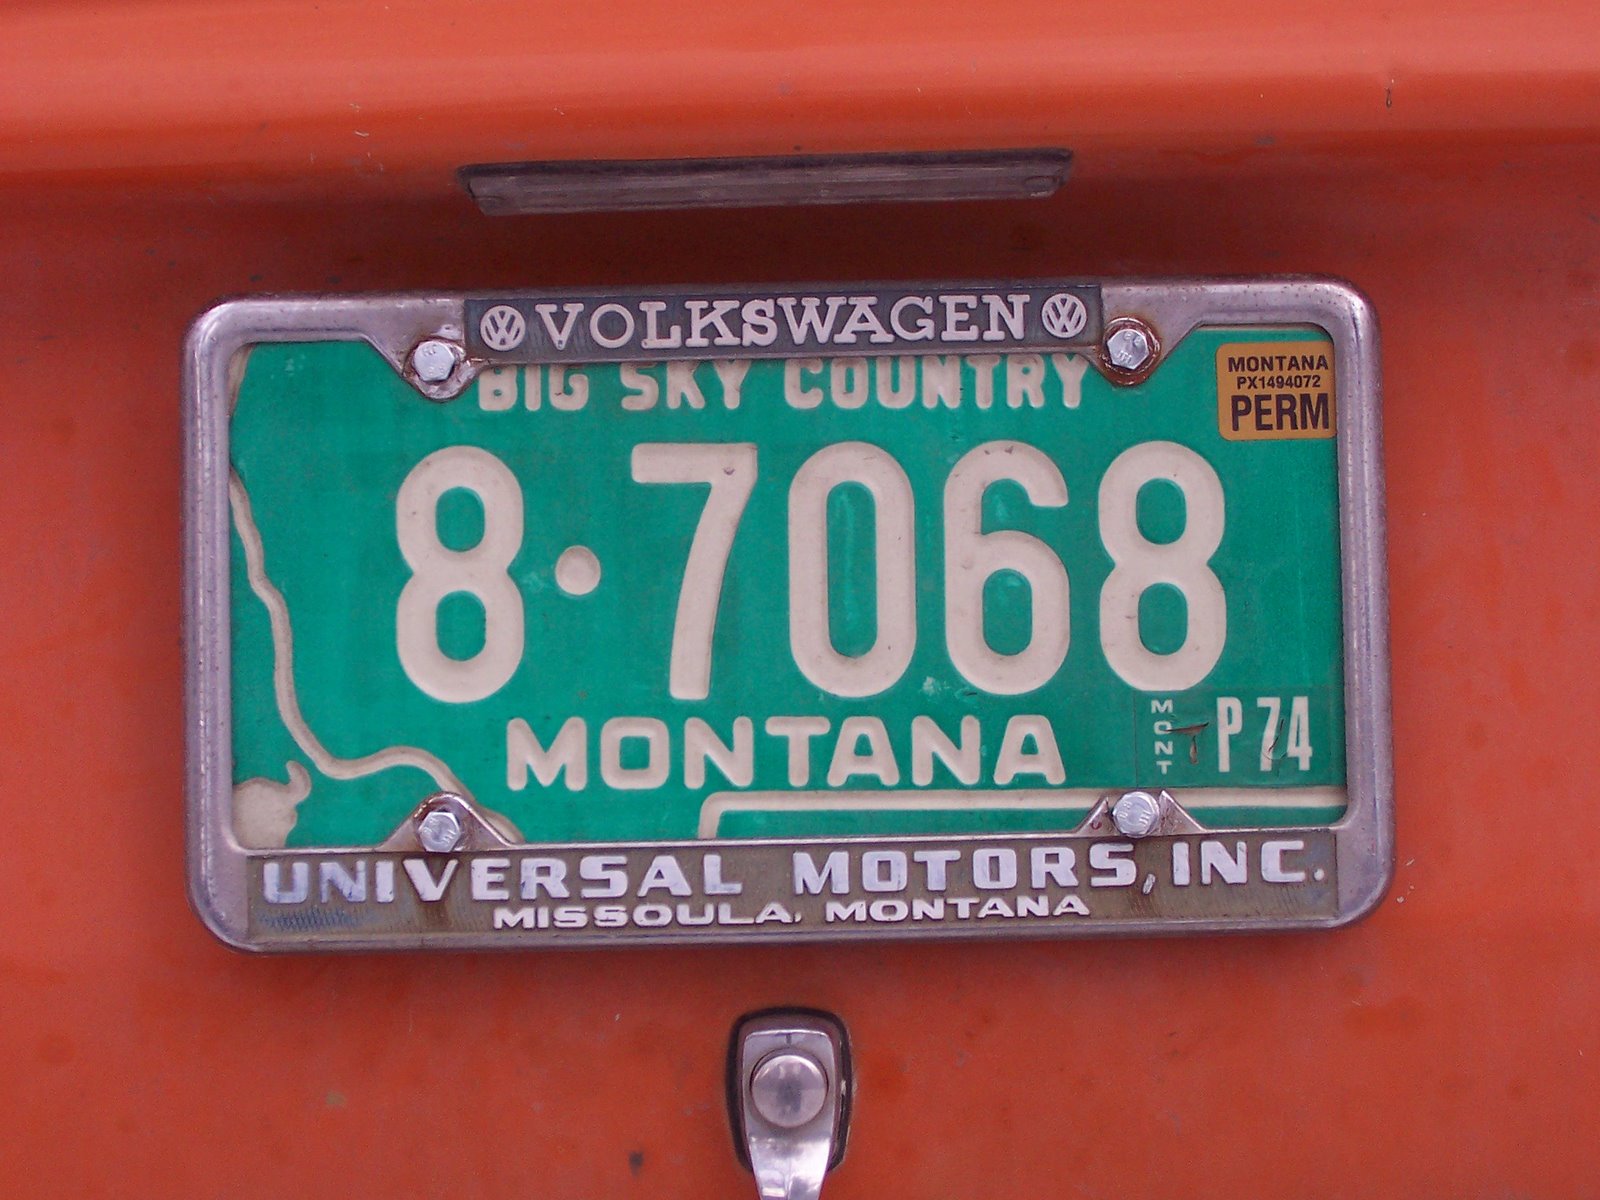 VOLKSWAGEN
BIG SKY COUNTRY
MONTANA
PX1494072
PERM
8·7068
MONTANA
MONT
P 74
UNIVERSAL MOTORS, INC.
MISSOULA, MONTANA